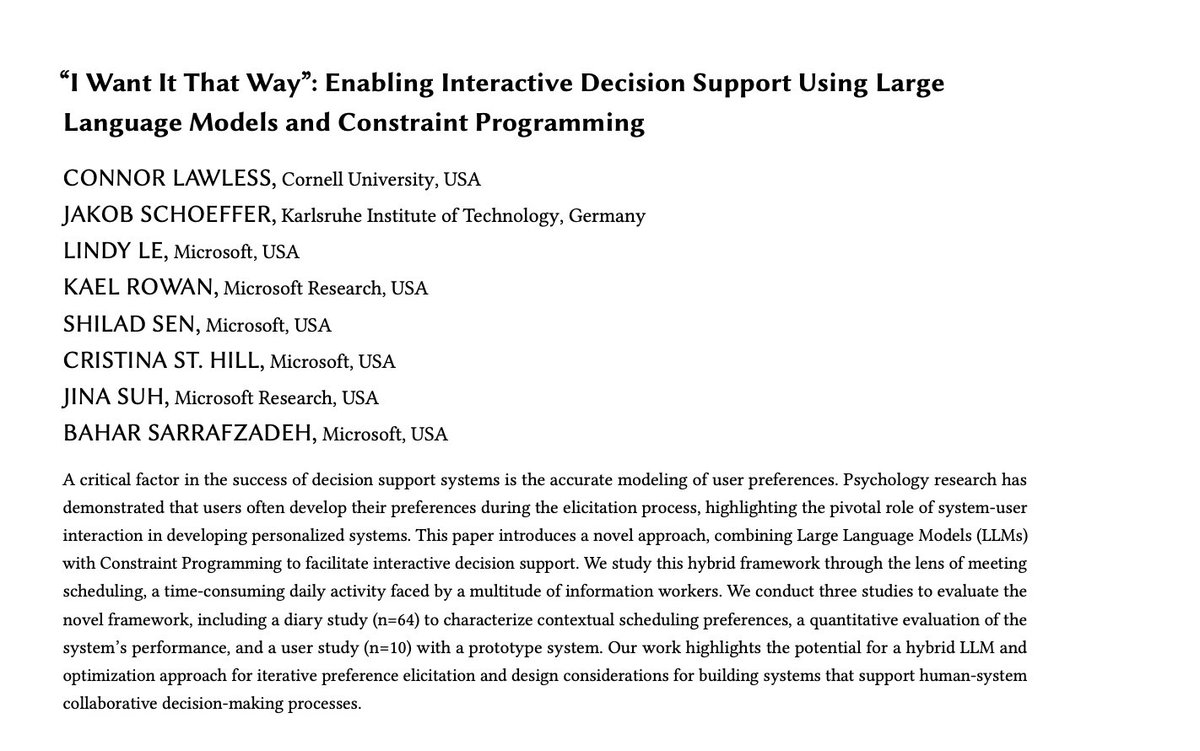 “I Want It That Way”: Enabling Interactive Decision Support Using Large
Language Models and Constraint Programming
CONNOR LAWLESS, Cornell University, USA
JAKOB SCHOEFFER, Karlsruhe Institute of Technology, Germany
LINDY LE, Microsoft, USA
KAEL ROWAN, Microsoft Research, USA
SHILAD SEN, Microsoft, USA
CRISTINA ST. HILL, Microsoft, USA
JINA SUH, Microsoft Research, USA
BAHAR SARRAFZADEH, Microsoft, USA
A critical factor in the success of decision support systems is the accurate modeling of user preferences. Psychology research has
demonstrated that users often develop their preferences during the elicitation process, highlighting the pivotal role of system-user
interaction in developing personalized systems. This paper introduces a novel approach, combining Large Language Models (LLMs)
with Constraint Programming to facilitate interactive decision support. We study this hybrid framework through the lens of meeting
scheduling, a time-consuming daily activity faced by a multitude of information workers. We conduct three studies to evaluate the
novel framework, including a diary study (n=64) to characterize contextual scheduling preferences, a quantitative evaluation of the
system’s performance, and a user study (n=10) with a prototype system. Our work highlights the potential for a hybrid LLM and
optimization approach for iterative preference elicitation and design considerations for building systems that support human-system
collaborative decision-making processes.